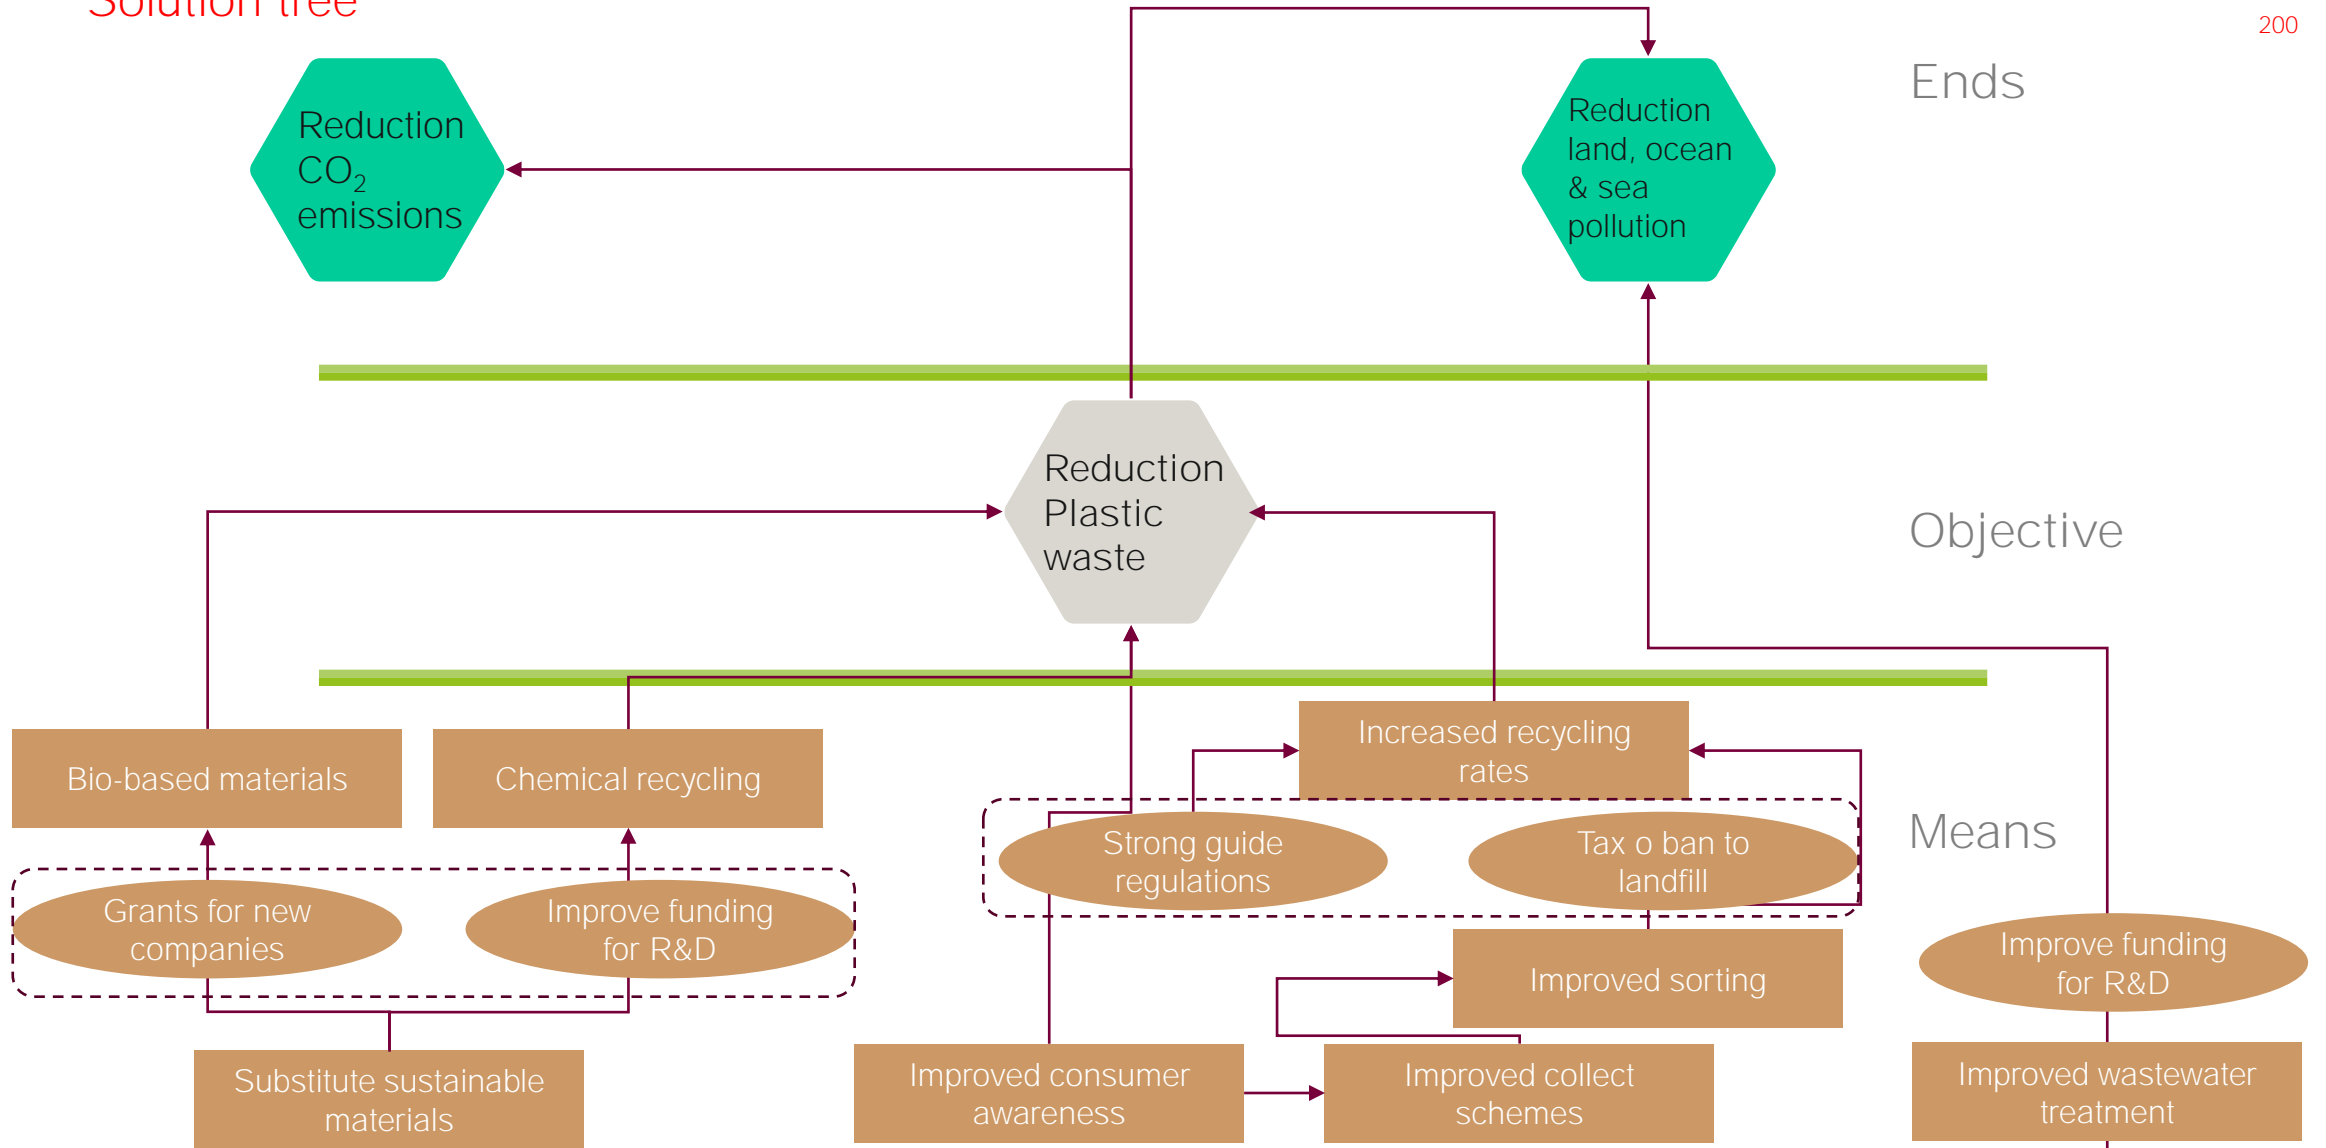 Solution tree
200
Ends
Reduction
CO₂
emissions
Reduction
land, ocean
& sea
pollution
Reduction
Plastic
waste
Objective
Increased recycling
rates
Bio-based materials
Chemical recycling
Means
Strong guide
regulations
Tax o ban to
landfill
Grants for new
companies
Improve funding
for R&D
Improve funding
for R&D
Improved sorting
Substitute sustainable
materials
Improved consumer
awareness
Improved collect
schemes
Improved wastewater
treatment